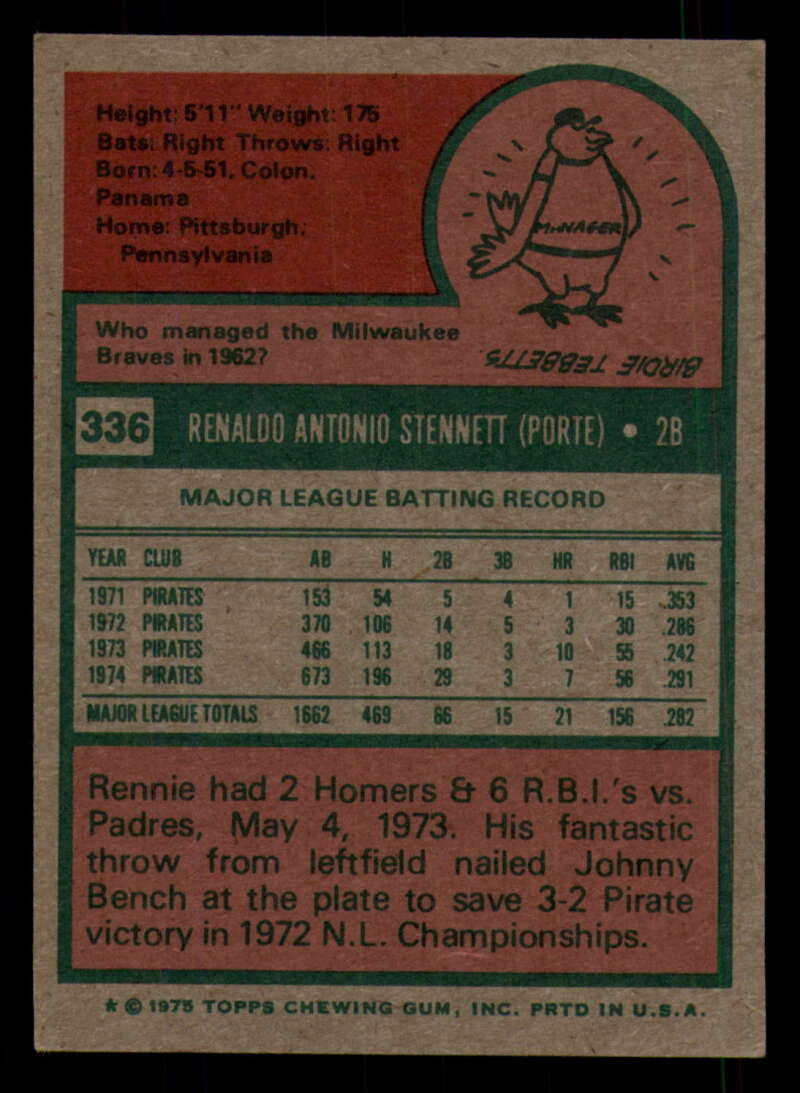 Height: 5'11" Weight: 175
Bats: Right Throws: Right
Born: 4-5-51, Colon,
Panama
Home: Pittsburgh,
Pennsylvania
MANAGER
Who managed the Milwaukee
Braves in 1962?
BIRDIE TEBBETTS.
336 RENALDO ANTONIO STENNETT (PORTE) • 2B
MAJOR LEAGUE BATTING RECORD
YEAR CLUB AB H 2B 3B HR RBI AVG
1971 PIRATES 153 54 5 4 1 15 .353
1972 PIRATES 370 106 14 5 3 30 .286
1973 PIRATES 466 113 18 3 10 55 .242
1974 PIRATES 673 196 29 3 7 56 .291
MAJOR LEAGUE TOTALS 1662 469 66 15 21 156 .282
Rennie had 2 Homers & 6 R.B.I.'s vs.
Padres, May 4, 1973. His fantastic
throw from leftfield nailed Johnny
Bench at the plate to save 3-2 Pirate
victory in 1972 N.L. Championships.
* © 1975 TOPPS CHEWING GUM, INC. PRTD IN U.S.A.